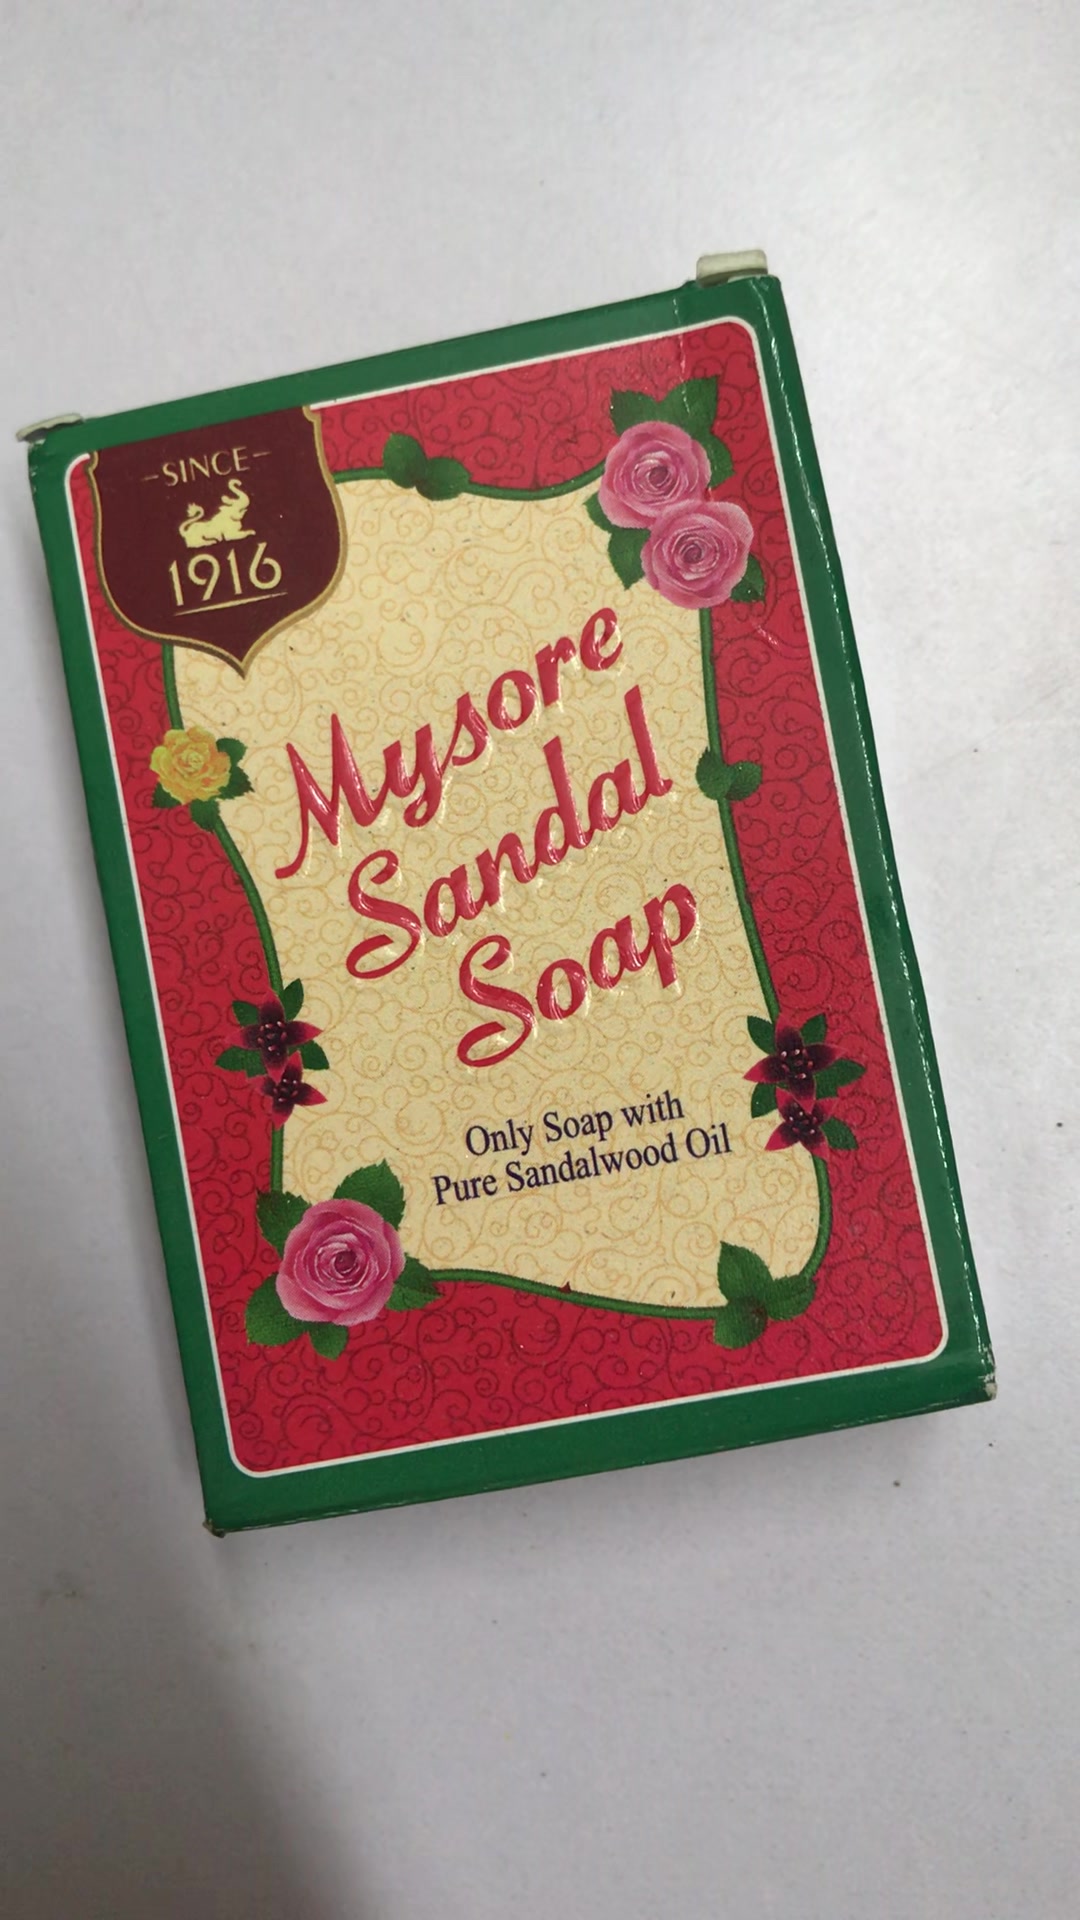 -SINCE-
1916
Mysore
Sandal
Soap
Only Soap with
Pure Sandalwood Oil